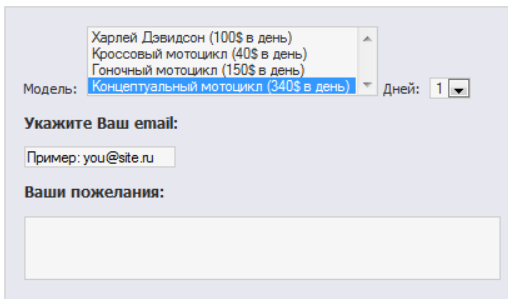 Харлей Дэвидсон (100$ в день)
Кроссовый мотоцикл (40$ в день)
Гоночный мотоцикл (150$ в день)
Модель: Концептуальный мотоцикл (340$ в день) Дней: 1
Укажите Ваш email:
Пример: you@site.ru
Ваши пожелания: